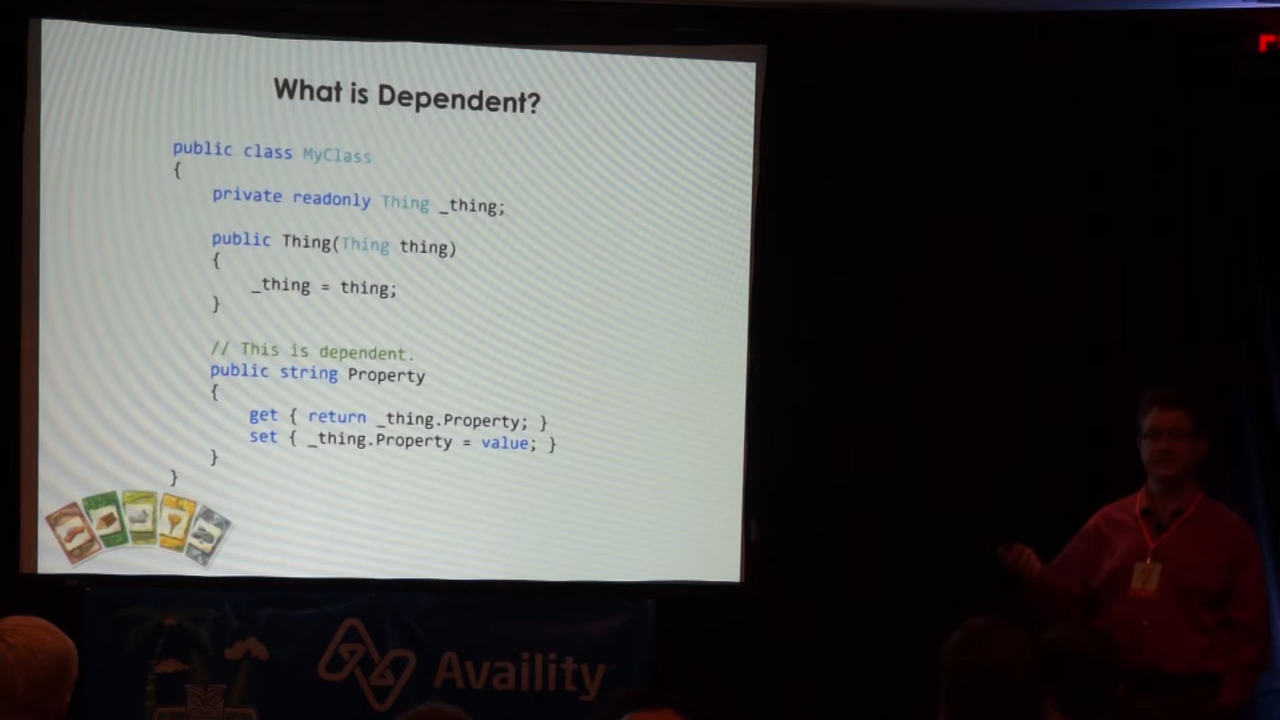 What is Dependent?
public class MyClass
{
private readonly Thing _thing;
public Thing(Thing thing)
{
_thing = thing;
}
// This is dependent.
public string Property
{
get { return _thing.Property; }
set { _thing.Property = value; }
}
}
Availity